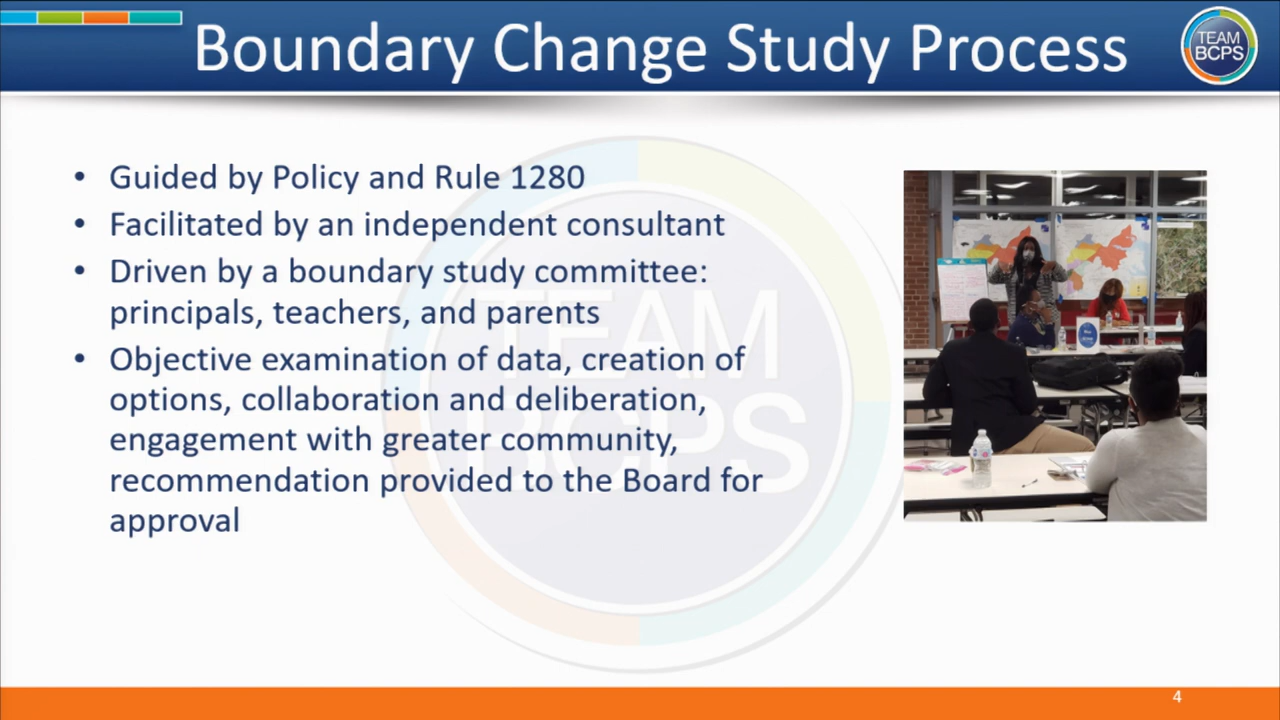 Boundary Change Study Process
TEAM
BCPS
• Guided by Policy and Rule 1280
• Facilitated by an independent consultant
• Driven by a boundary study committee:
principals, teachers, and parents
• Objective examination of data, creation of
options, collaboration and deliberation,
engagement with greater community,
recommendation provided to the Board for
approval
TEAM
BCPS
4